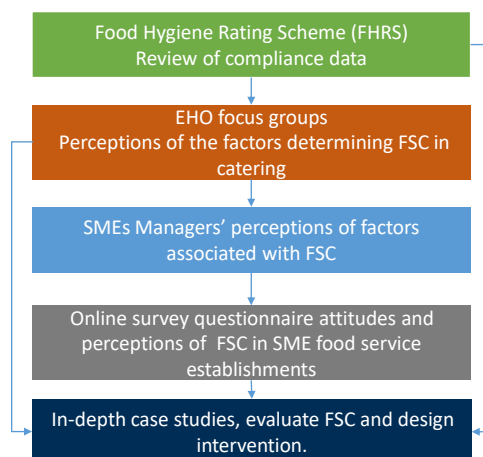 Food Hygiene Rating Scheme (FHRS)
Review of compliance data
EHO focus groups
Perceptions of the factors determining FSC in
catering
SMEs Managers' perceptions of factors
associated with FSC
Online survey questionnaire attitudes and
perceptions of  FSC in SME food service
establishments
In-depth case studies, evaluate FSC and design
intervention.